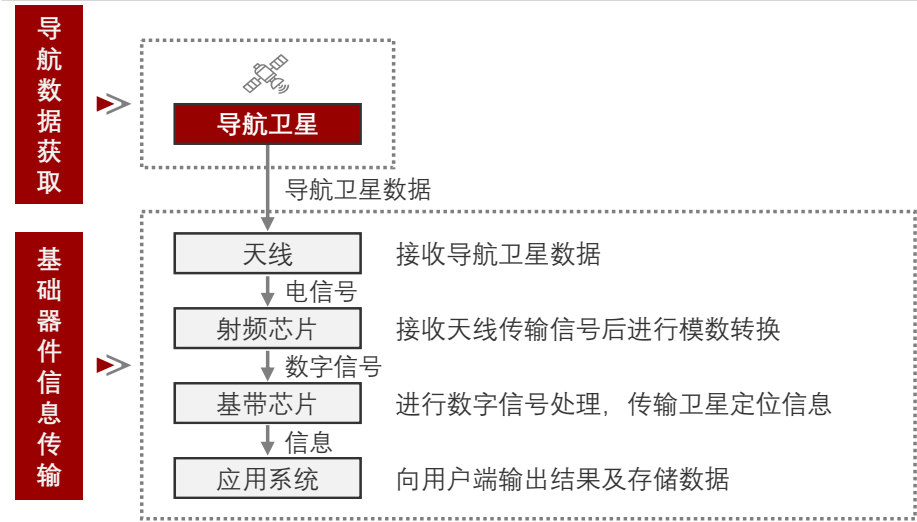 导航数据获取
导航卫星
导航卫星数据
基础器件信息传输
天线
接收导航卫星数据
电信号
射频芯片
接收天线传输信号后进行模数转换
数字信号
基带芯片
进行数字信号处理，传输卫星定位信息
信息
应用系统
向用户端输出结果及存储数据